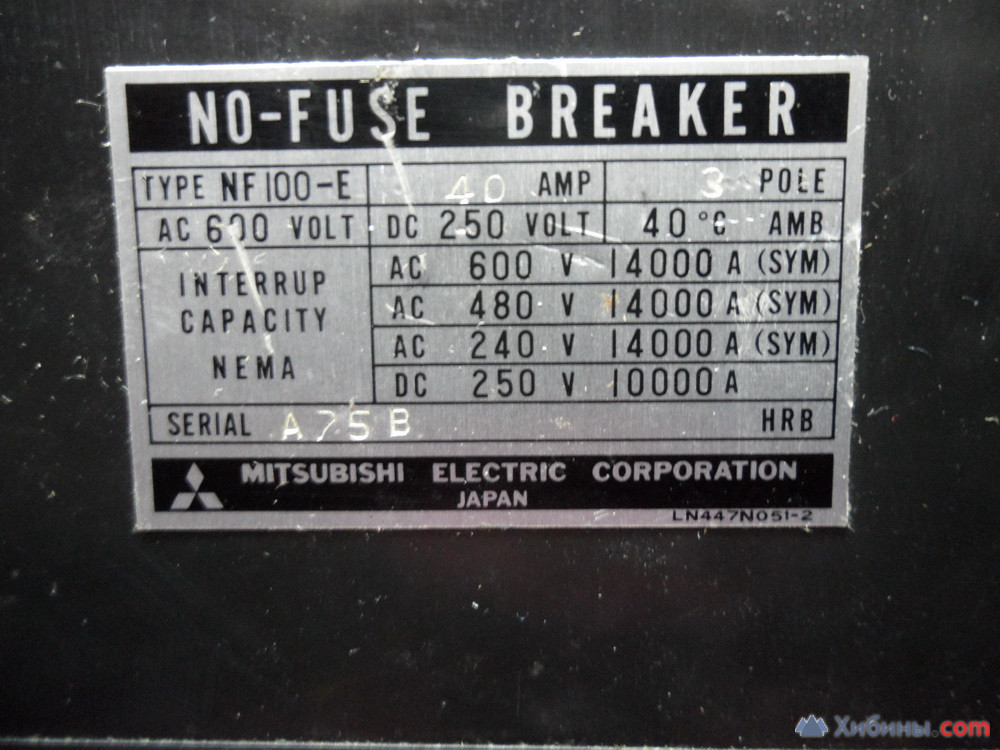 NO-FUSE BREAKER
TYPE NF100-E 40 AMP 3 POLE
AC 600 VOLT DC 250 VOLT 40°C AMB
INTERRUP CAPACITY NEMA
AC 600 V 14000 A (SYM)
AC 480 V 14000 A (SYM)
AC 240 V 14000 A (SYM)
DC 250 V 10000 A
SERIAL A75B HRB
MITSUBISHI ELECTRIC CORPORATION
JAPAN
LN447N051-2
Хибины.com